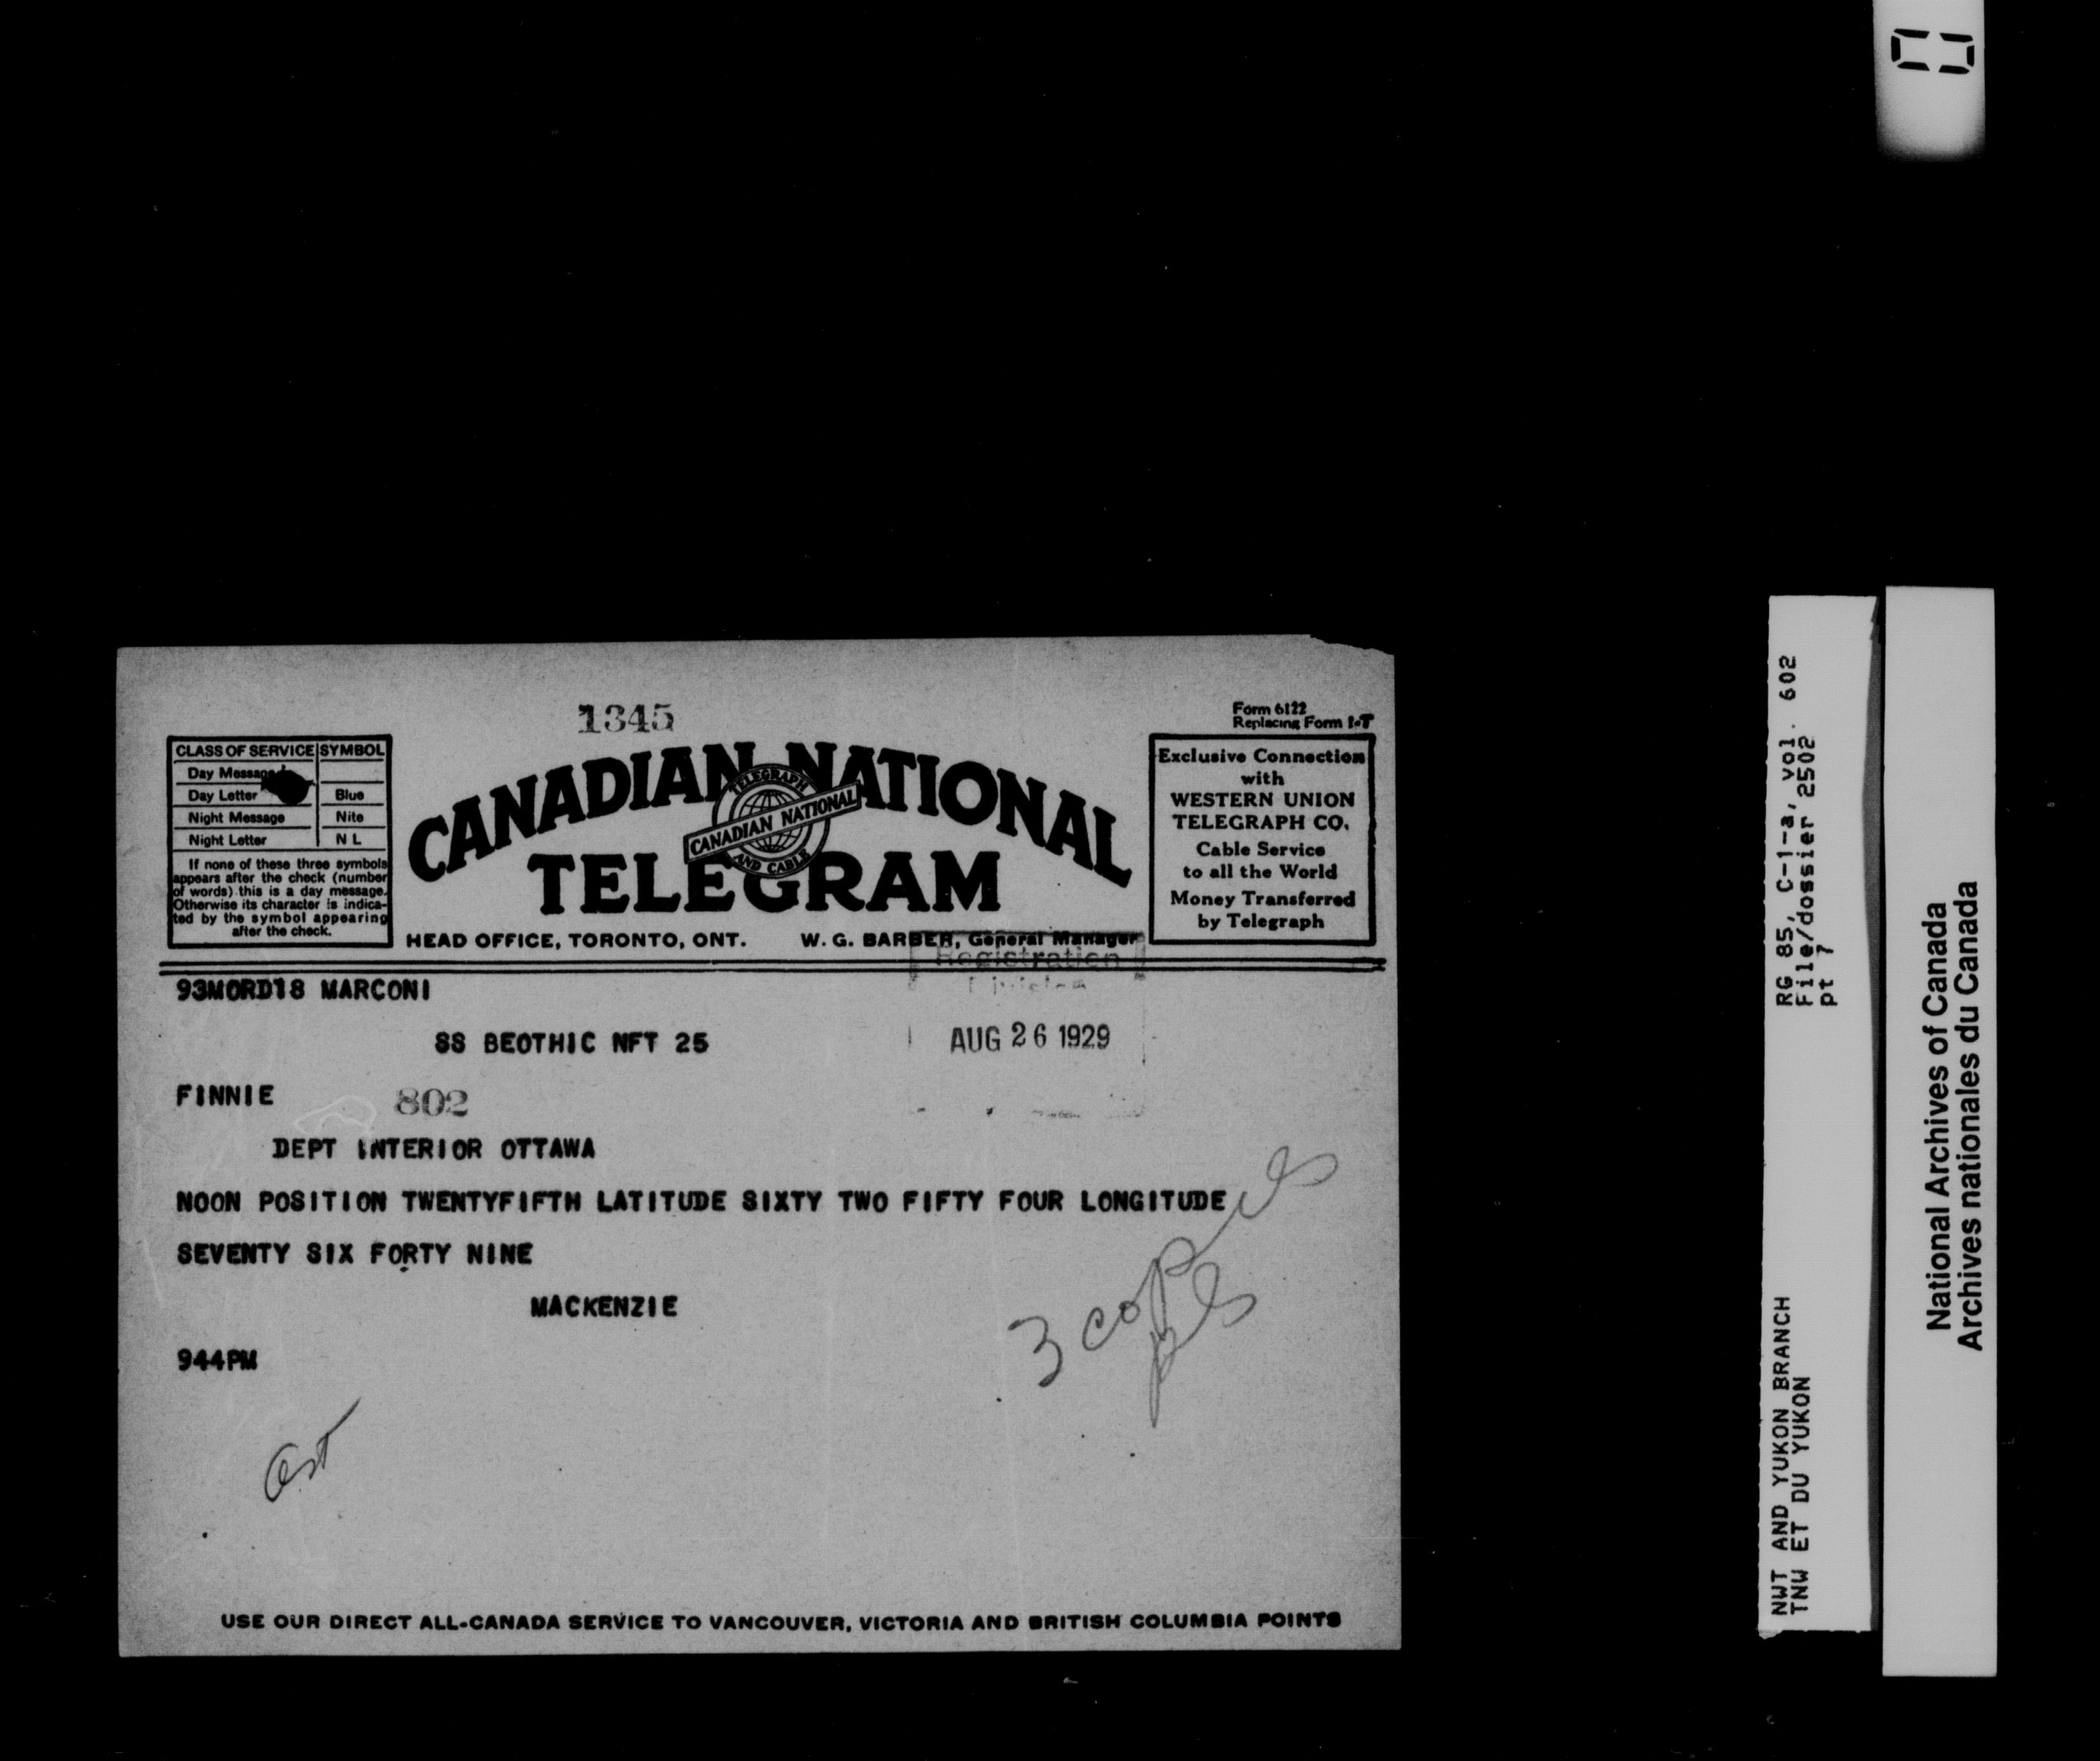 1345
Form 6122
Replacing Form 1-T
CLASS OF SERVICE SYMBOL
Day Message
Day Letter Blue
Night Message Nite
Night Letter N L
If none of these three symbols
appears after the check (number
of words) this is a day message.
Otherwise its character is indica-
ted by the symbol appearing
after the check.
CANADIAN NATIONAL
TELEGRAPH
CANADIAN NATIONAL
AND CABLE
TELEGRAM
HEAD OFFICE, TORONTO, ONT. W. G. BARBER, General Manager
Exclusive Connection
with
WESTERN UNION
TELEGRAPH CO.
Cable Service
to all the World
Money Transferred
by Telegraph
Registration
Division
93MORD18 MARCONI
SS BEOTHIC NFT 25
AUG 26 1929
FINNIE
802
DEPT INTERIOR OTTAWA
NOON POSITION TWENTYFIFTH LATITUDE SIXTY TWO FIFTY FOUR LONGITUDE
SEVENTY SIX FORTY NINE
MACKENZIE
944PM
3 copies
pls
USE OUR DIRECT ALL-CANADA SERVICE TO VANCOUVER, VICTORIA AND BRITISH COLUMBIA POINTS
RG 85, C-1-a, vol. 602
File/dossier 2502
pt 7
NWT AND YUKON BRANCH
TNW ET DU YUKON
National Archives of Canada
Archives nationales du Canada